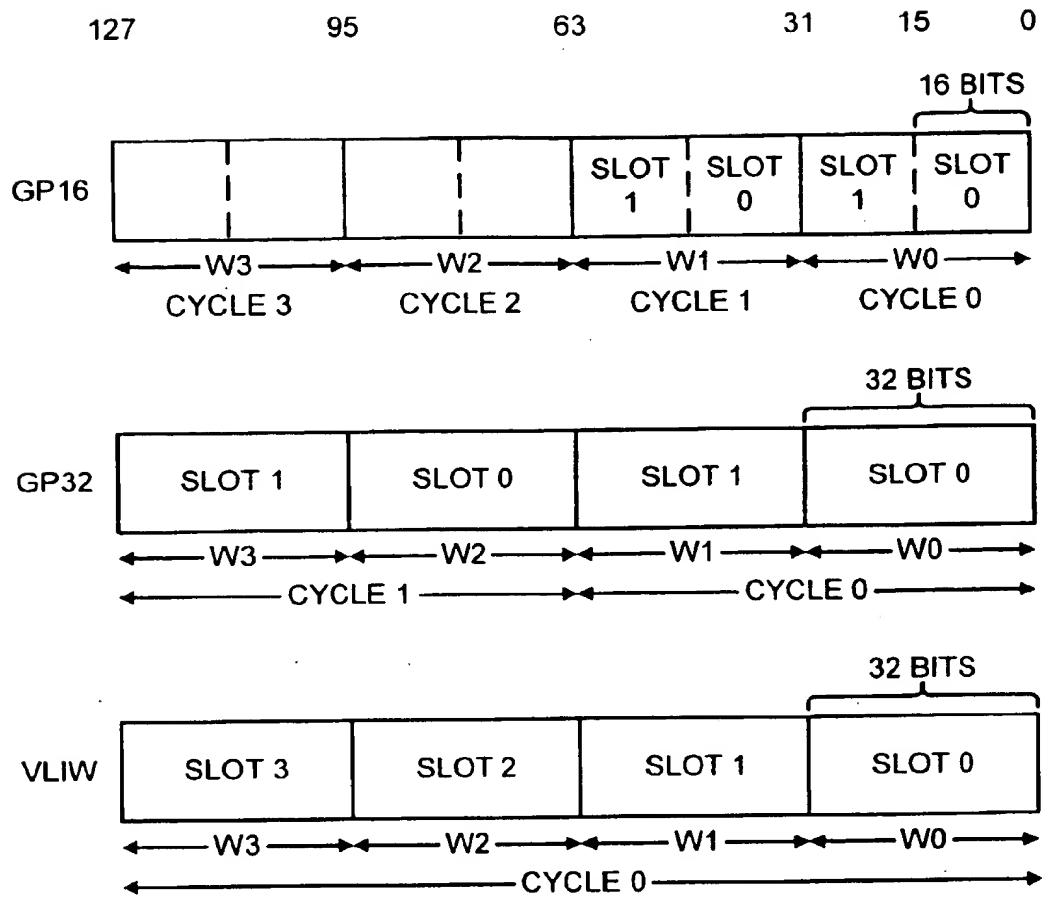 127 95 63 31 15 0
16 BITS
GP16
SLOT 1 SLOT 0 SLOT 1 SLOT 0
W3 W2 W1 W0
CYCLE 3 CYCLE 2 CYCLE 1 CYCLE 0
32 BITS
GP32 SLOT 1 SLOT 0 SLOT 1 SLOT 0
W3 W2 W1 W0
CYCLE 1 CYCLE 0
32 BITS
VLIW SLOT 3 SLOT 2 SLOT 1 SLOT 0
W3 W2 W1 W0
CYCLE 0